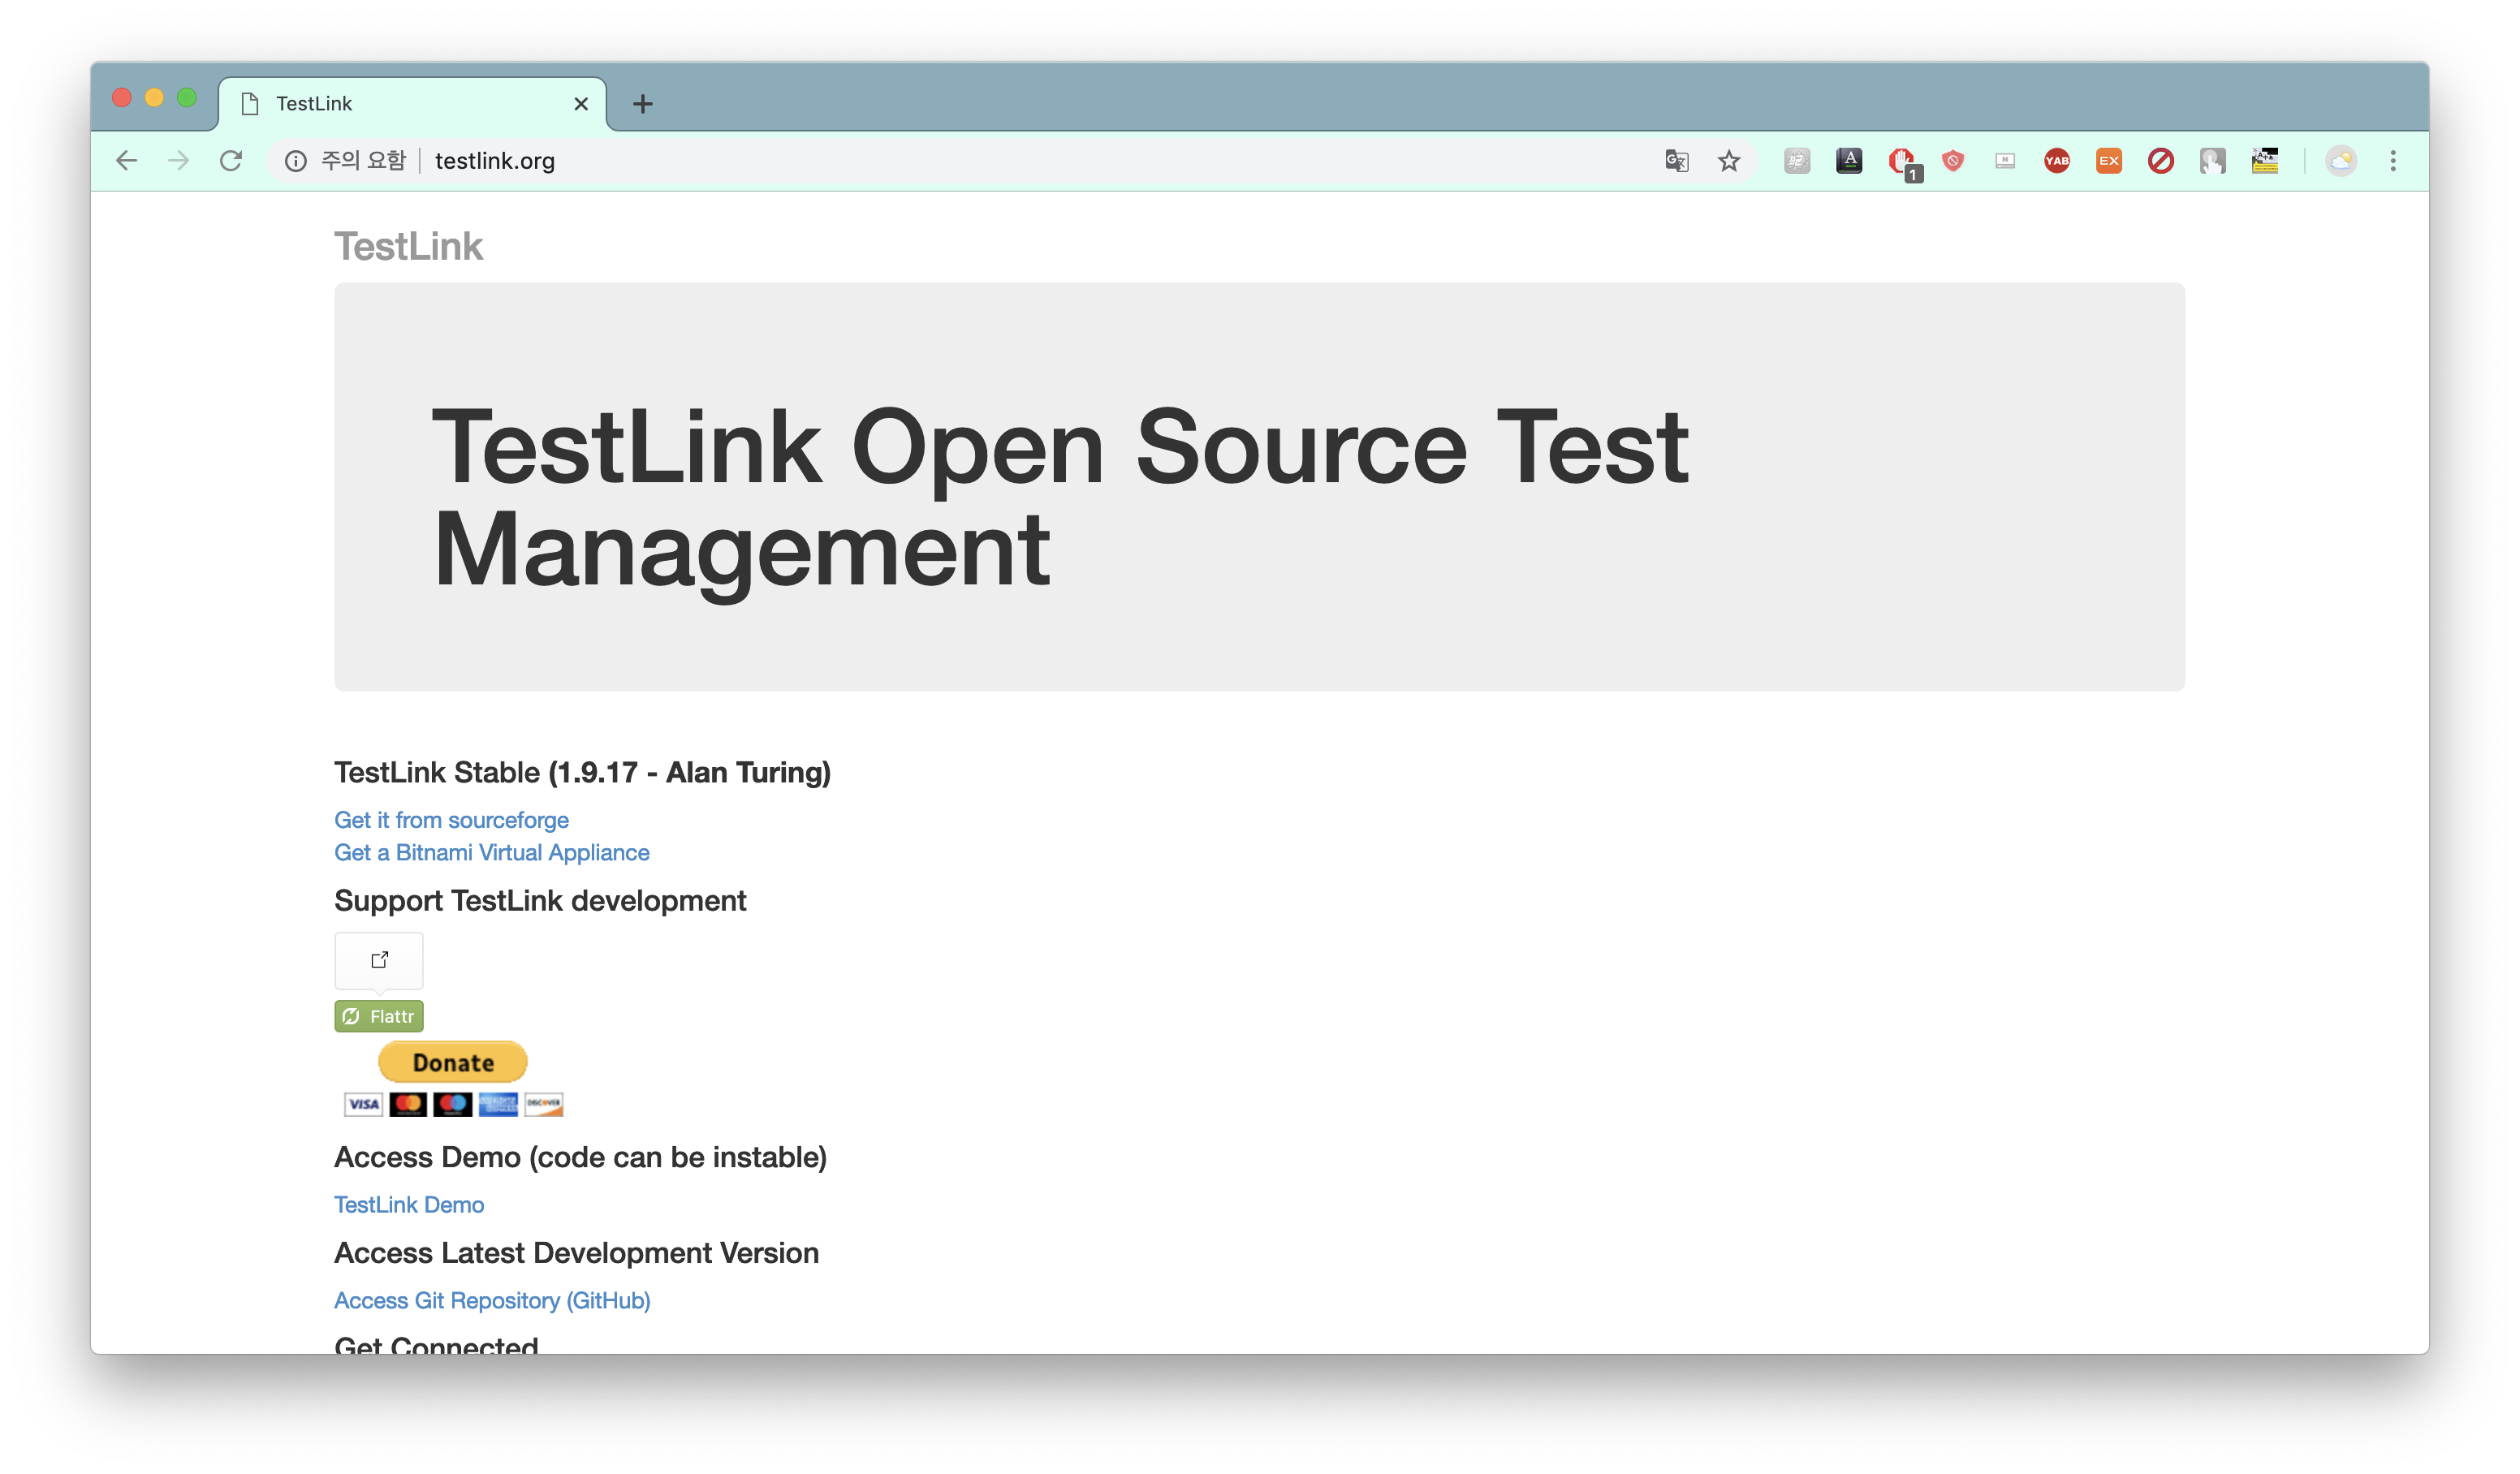 TestLink
주의 요함 testlink.org
1
YAB
EX
TestLink
TestLink Open Source Test
Management
TestLink Stable (1.9.17 - Alan Turing)
Get it from sourceforge
Get a Bitnami Virtual Appliance
Support TestLink development
Flattr
Donate
VISA
DISCOVER
Access Demo (code can be instable)
TestLink Demo
Access Latest Development Version
Access Git Repository (GitHub)
Get Connected